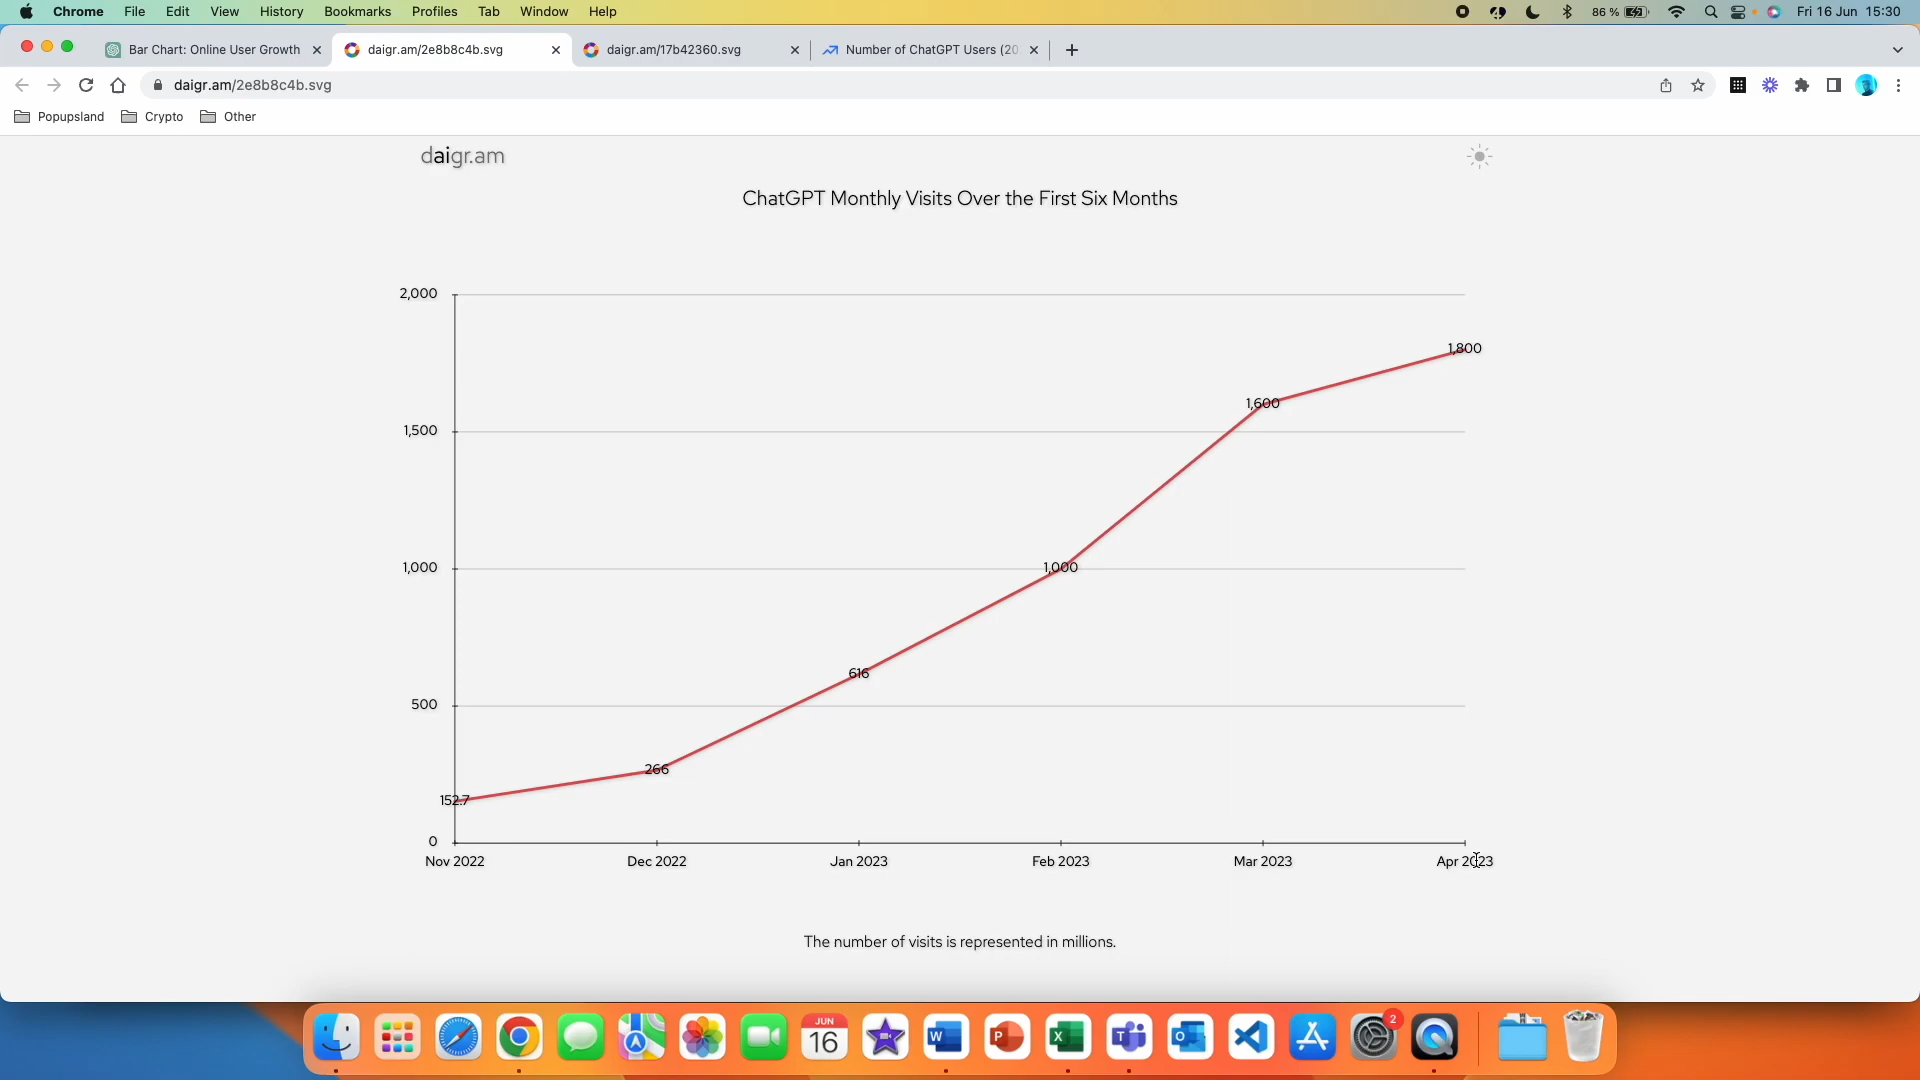 Chrome File Edit View History Bookmarks Profiles Tab Window Help 86 % Fri 16 Jun 15:30
Bar Chart: Online User Growth daigr.am/2e8b8c4b.svg daigr.am/17b42360.svg Number of ChatGPT Users (20
daigr.am/2e8b8c4b.svg
Popupsland Crypto Other
daigr.am
ChatGPT Monthly Visits Over the First Six Months
2,000
1,800
1,600
1,500
1,000 1,000
616
500
266
152.7
0
Nov 2022 Dec 2022 Jan 2023 Feb 2023 Mar 2023 Apr 2023
The number of visits is represented in millions.
JUN
16
W P X T O
2